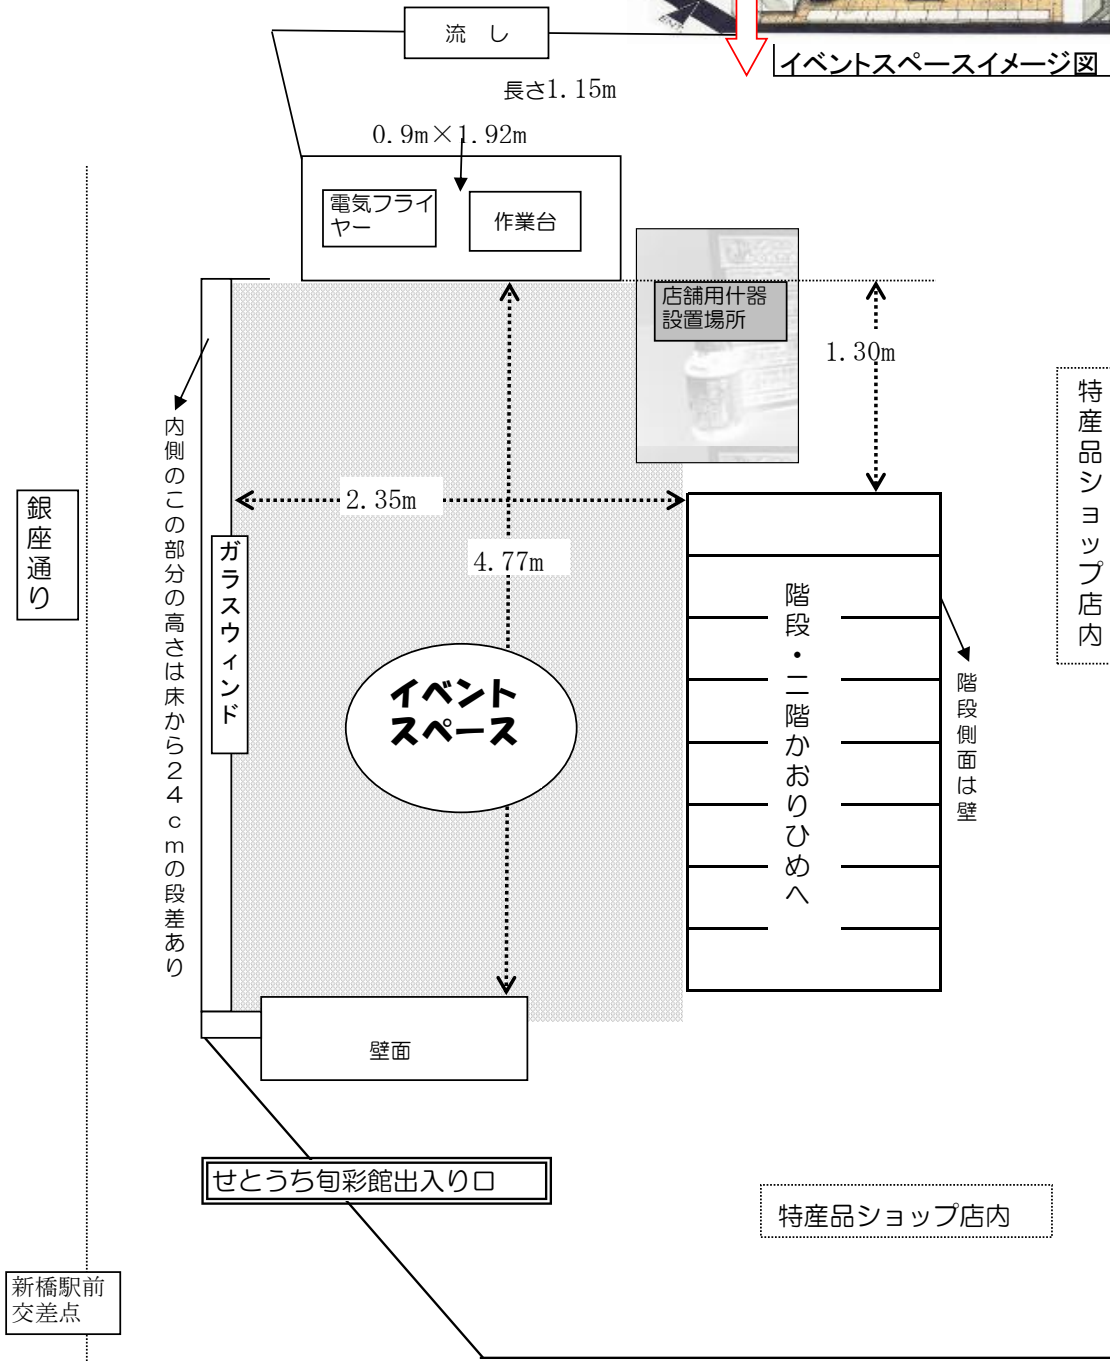 ENT.
イベントスペースイメージ図
流 し
長さ1.15m
0.9m×1.92m
電気フライ
ヤー
作業台
店舗用什器
設置場所
1.30m
特産品ショップ店内
内側のこの部分の高さは床から24cmの段差あり
銀座通り
ガラスウィンド
2.35m
4.77m
イベント
スペース
階段・二階かおりひめへ
階段側面は壁
壁面
せとうち旬彩館出入り口
特産品ショップ店内
新橋駅前
交差点